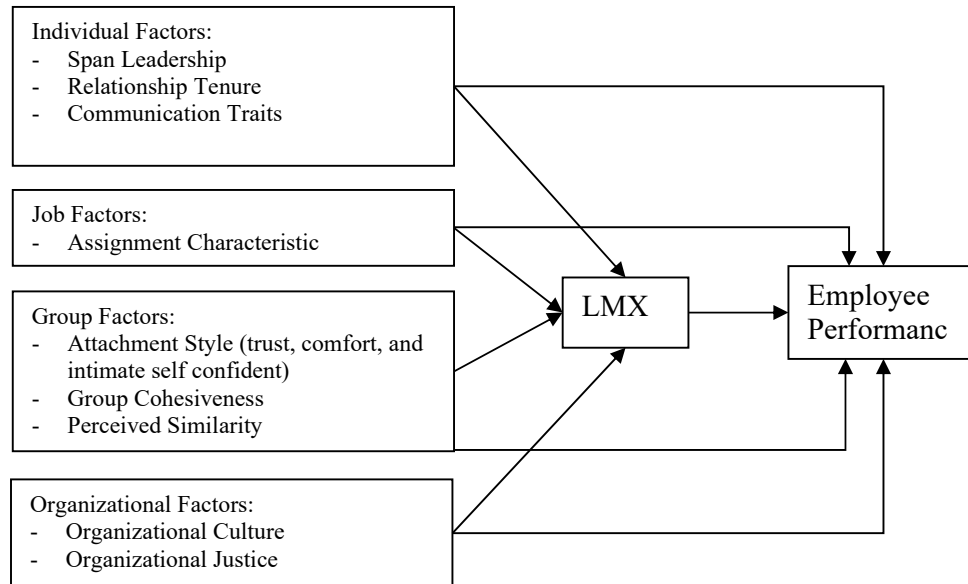 Individual Factors:
- Span Leadership
- Relationship Tenure
- Communication Traits
Job Factors:
- Assignment Characteristic
Group Factors:
- Attachment Style (trust, comfort, and
intimate self confident)
- Group Cohesiveness
- Perceived Similarity
Organizational Factors:
- Organizational Culture
- Organizational Justice
LMX
Employee
Performanc